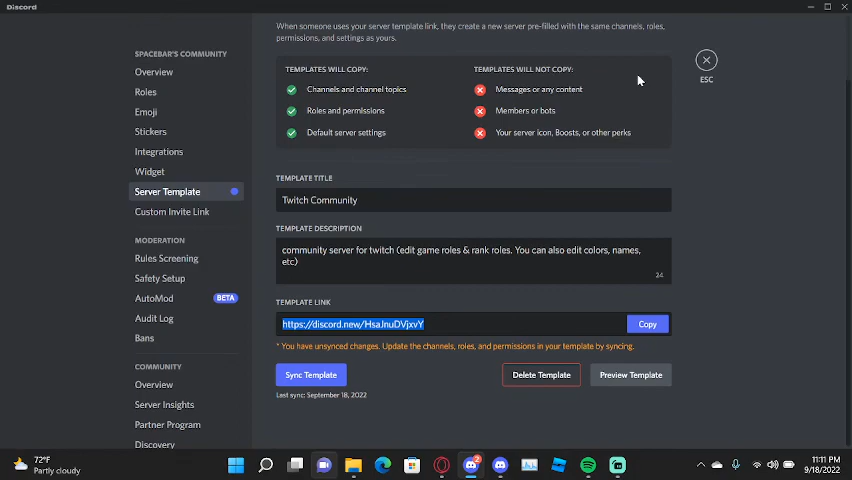 Discord
When someone uses your server template link, they create a new server pre-filled with the same channels, roles,
permissions, and settings as yours.
SPACEBAR'S COMMUNITY
Overview
Roles
Emoji
Stickers
Integrations
Widget
Server Template
Custom Invite Link
MODERATION
Rules Screening
Safety Setup
AutoMod BETA
Audit Log
Bans
COMMUNITY
Overview
Server Insights
Partner Program
Discovery
TEMPLATES WILL COPY:
Channels and channel topics
Roles and permissions
Default server settings
TEMPLATES WILL NOT COPY:
Messages or any content
Members or bots
Your server icon, Boosts, or other perks
ESC
TEMPLATE TITLE
Twitch Community
TEMPLATE DESCRIPTION
community server for twitch (edit game roles & rank roles. You can also edit colors, names,
etc)
24
TEMPLATE LINK
https://discord.new/HsaJnuDVjxvY
Copy
* You have unsynced changes. Update the channels, roles, and permissions in your template by syncing.
Sync Template
Delete Template
Preview Template
Last sync: September 18, 2022
72°F
Partly cloudy
2
11:11 PM
9/18/2022